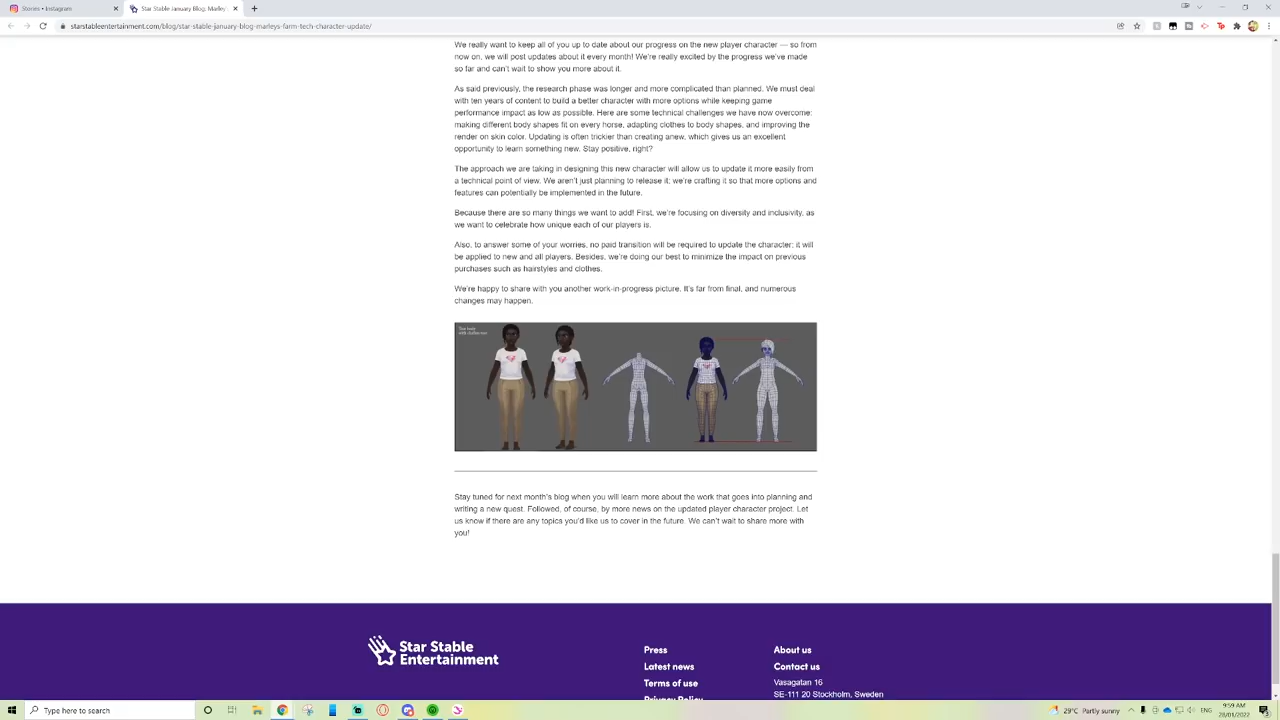 Stories • Instagram
Star Stable January Blog: Marley's
starstableentertainment.com/blog/star-stable-january-blog-marleys-farm-tech-character-update/
We really want to keep all of you up to date about our progress on the new player character — so from
now on, we will post updates about it every month! We're really excited by the progress we've made
so far and can't wait to show you more about it.
As said previously, the research phase was longer and more complicated than planned. We must deal
with ten years of content to build a better character with more options while keeping game
performance impact as low as possible. Here are some technical challenges we have now overcome:
making different body shapes fit on every horse, adapting clothes to body shapes, and improving the
render on skin color. Updating is often trickier than creating anew, which gives us an excellent
opportunity to learn something new. Stay positive, right?
The approach we are taking in designing this new character will allow us to update it more easily from
a technical point of view. We aren't just planning to release it; we're crafting it so that more options and
features can potentially be implemented in the future.
Because there are so many things we want to add! First, we're focusing on diversity and inclusivity, as
we want to celebrate how unique each of our players is.
Also, to answer some of your worries, no paid transition will be required to update the character; it will
be applied to new and all players. Besides, we're doing our best to minimize the impact on previous
purchases such as hairstyles and clothes.
We're happy to share with you another work-in-progress picture. It's far from final, and numerous
changes may happen.
Stay tuned for next month's blog when you will learn more about the work that goes into planning and
writing a new quest. Followed, of course, by more news on the updated player character project. Let
us know if there are any topics you'd like us to cover in the future. We can't wait to share more with
you!
Star Stable
Entertainment
Press
Latest news
Terms of use
Privacy Policy
About us
Contact us
Vasagatan 16
SE-111 20 Stockholm, Sweden
Type here to search
29°C Partly sunny
ENG
9:59 AM
28/01/2022